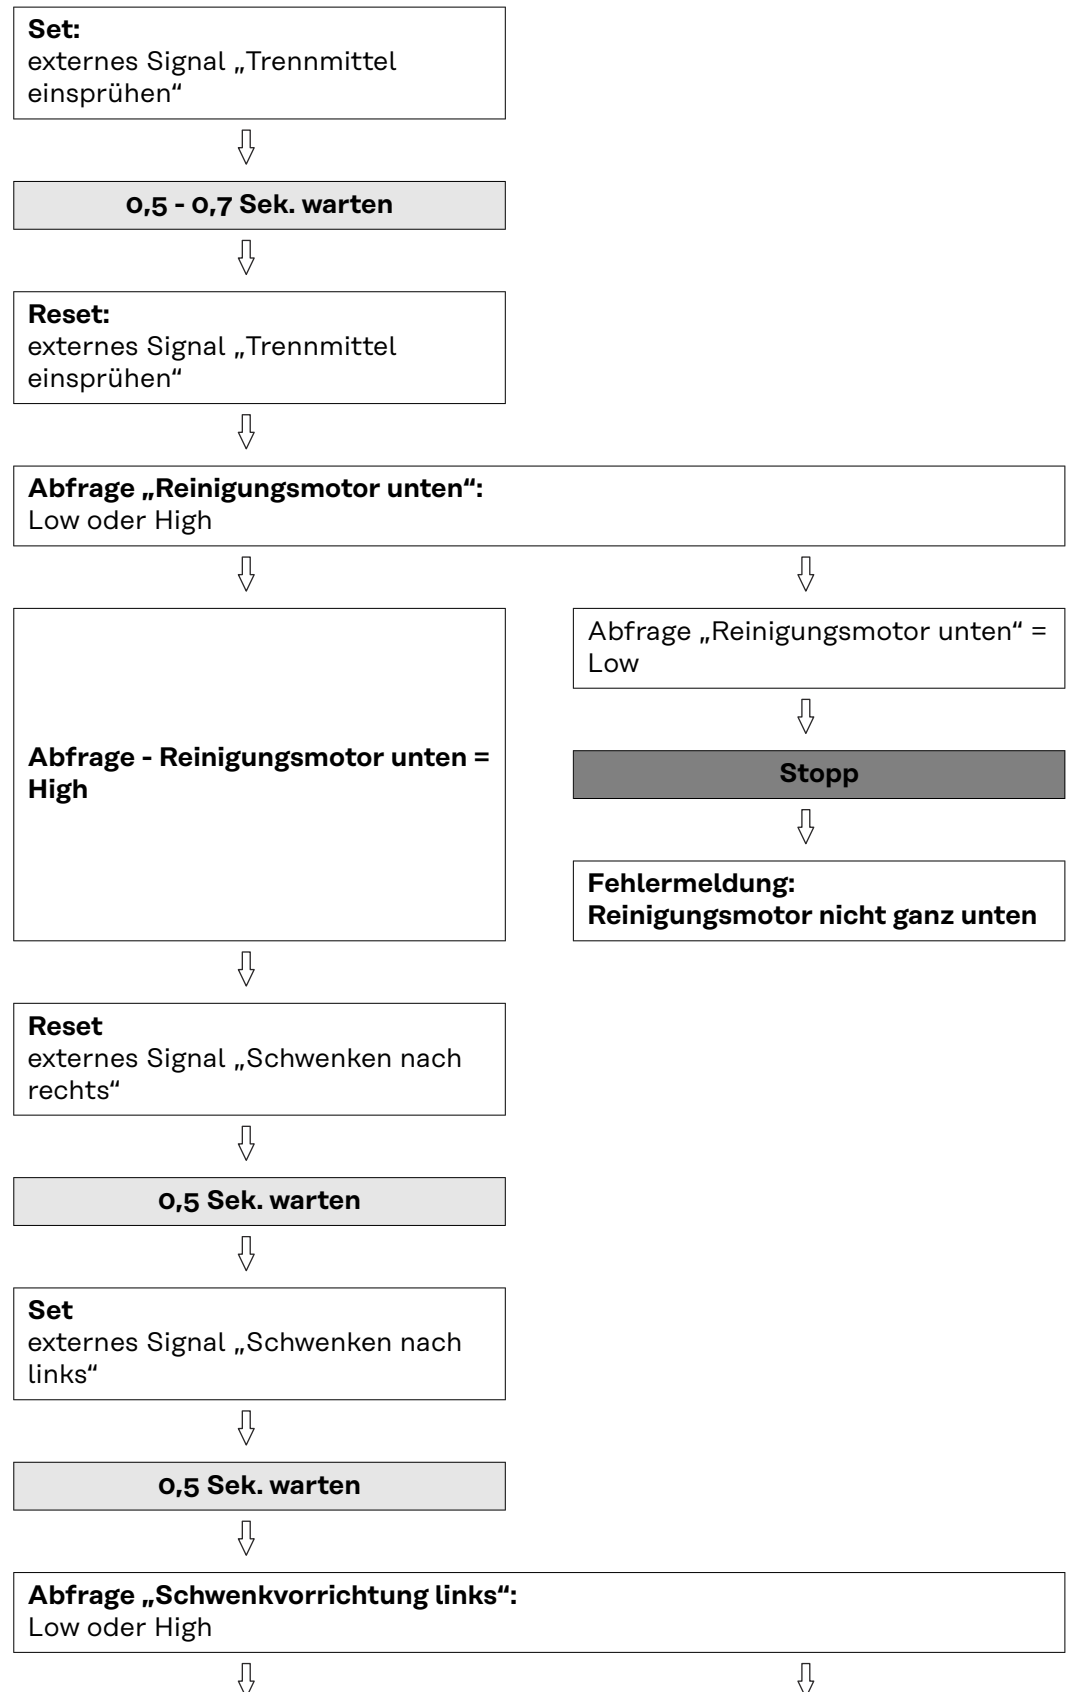 Set:
externes Signal „Trennmittel
einsprühen“
0,5 - 0,7 Sek. warten
Reset:
externes Signal „Trennmittel
einsprühen“
Abfrage „Reinigungsmotor unten“:
Low oder High
Abfrage - Reinigungsmotor unten =
High
Abfrage „Reinigungsmotor unten“ =
Low
Stopp
Fehlermeldung:
Reinigungsmotor nicht ganz unten
Reset
externes Signal „Schwenken nach
rechts“
0,5 Sek. warten
Set
externes Signal „Schwenken nach
links“
0,5 Sek. warten
Abfrage „Schwenkvorrichtung links“:
Low oder High